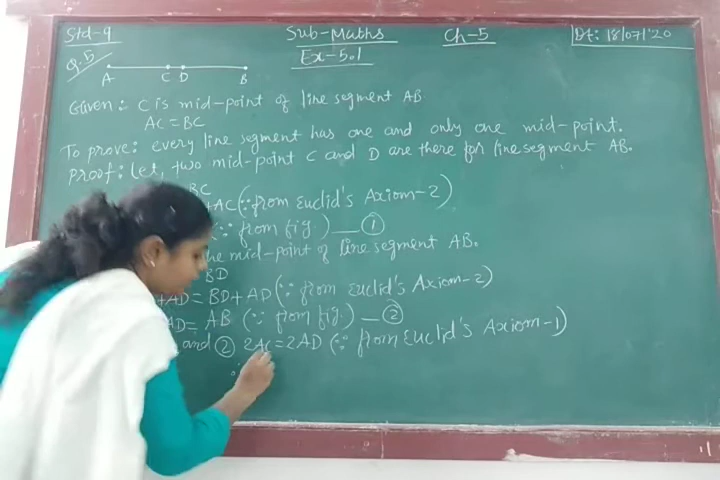 Std-9 Sub-Maths Ch-5 Dt: 18/07/'20
Ex-5.1
Q.5
A C D B
Given: C is mid-point of line segment AB.
AC = BC
To prove: every line segment has one and only one mid-point.
Proof: Let, two mid-point C and D are there for line segment AB.
BC
+AC (∵ from Euclid's Axiom-2)
(∵ from fig.) — ①
the mid-point of line segment AB.
BD
+AD = BD + AD (∵ from Euclid's Axiom-2)
AD = AB (∵ from fig.) — ②
and ② 2AC = 2AD (∵ from Euclid's Axiom-1)